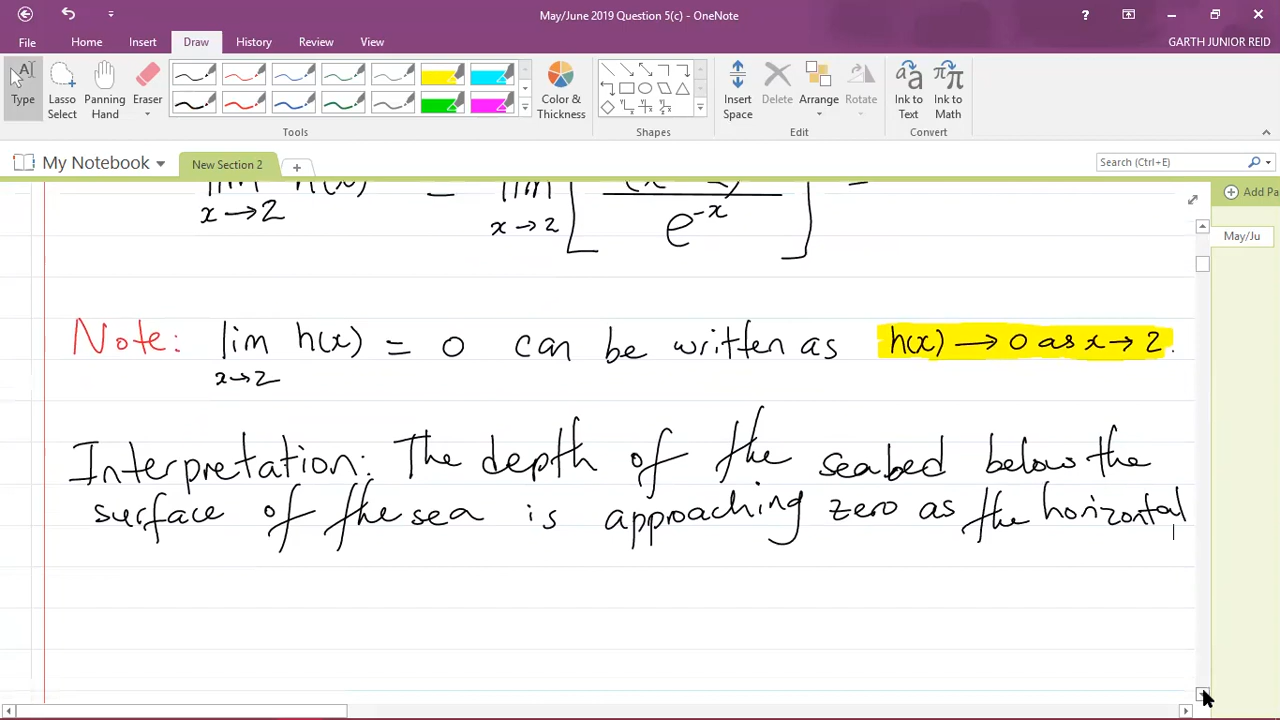 May/June 2019 Question 5(c) - OneNote
?
File Home Insert Draw History Review View
GARTH JUNIOR REID
Type
Lasso Select
Panning Hand
Eraser
Color & Thickness
Insert Space
Delete
Arrange
Rotate
Ink to Text
Ink to Math
Tools
Shapes
Edit
Convert
My Notebook
New Section 2
Search (Ctrl+E)
Add Pa
May/Ju
lim h(x) = lim
x→2 x→2 e^-x
Note: lim h(x) = 0 can be written as h(x) → 0 as x → 2.
x→2
Interpretation: The depth of the seabed below the
surface of the sea is approaching zero as the horizontal